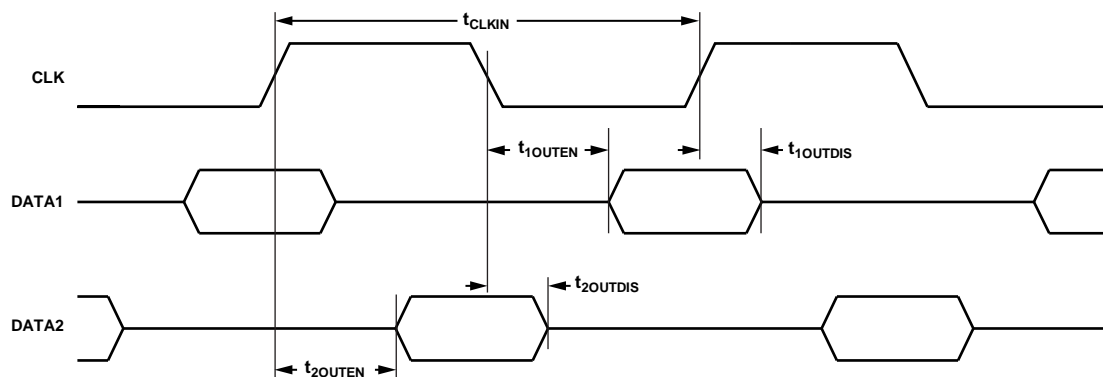 tCLKIN
CLK
t1OUTEN
t1OUTDIS
DATA1
t2OUTDIS
DATA2
t2OUTEN